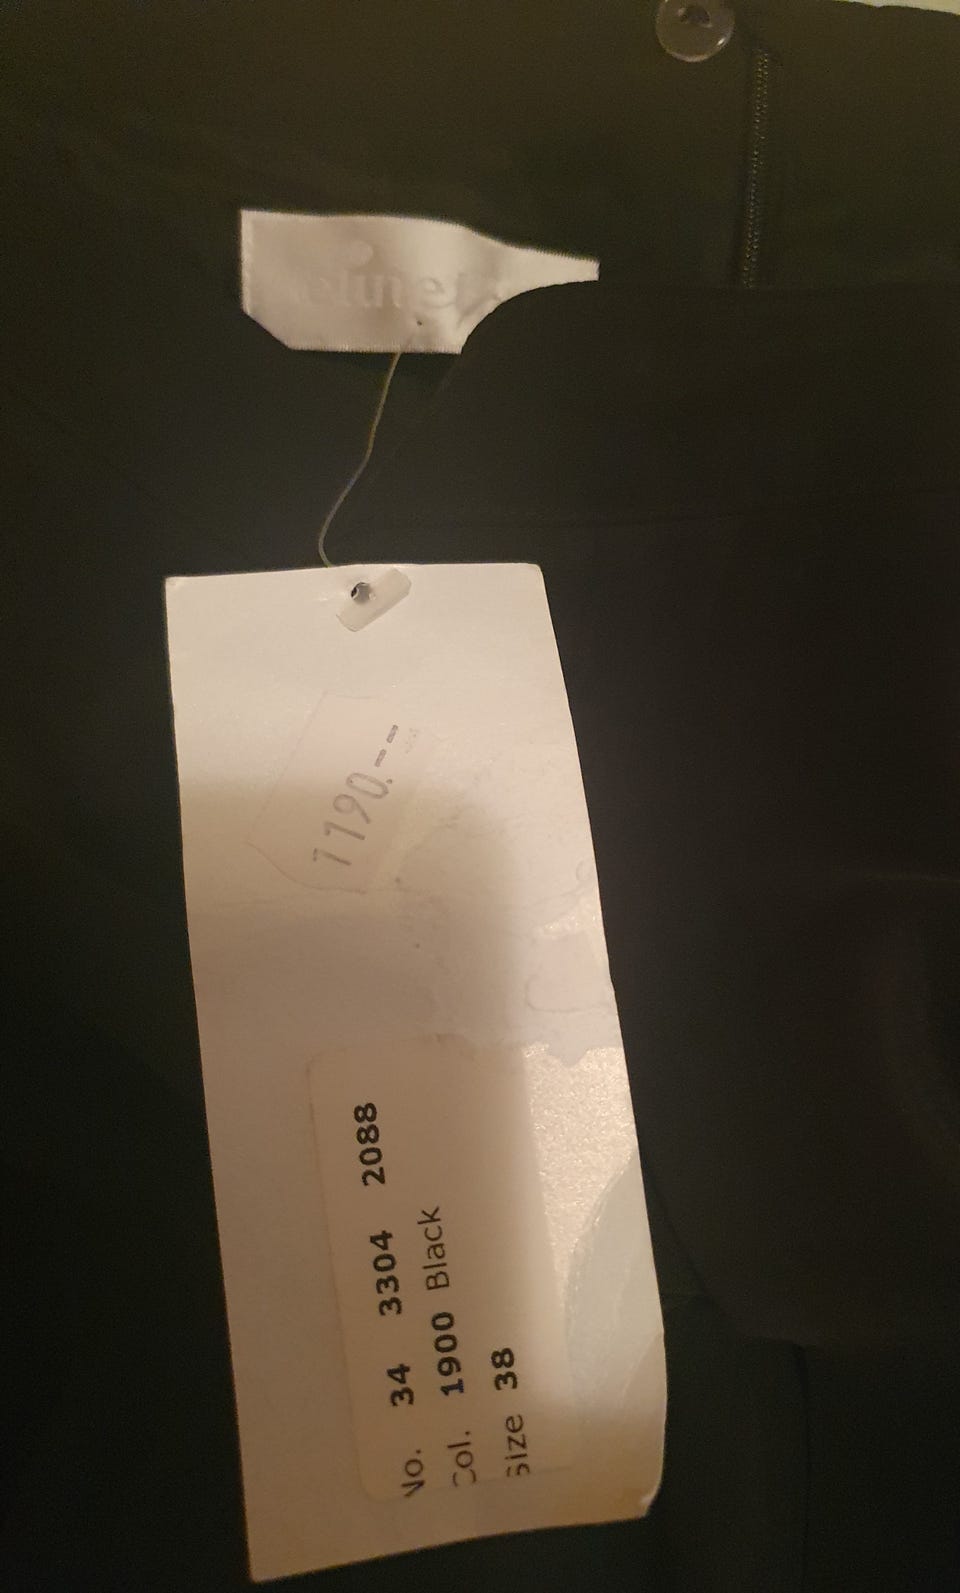 1190.--
No. 34 3304 2088
Col. 1900 Black
Size 38